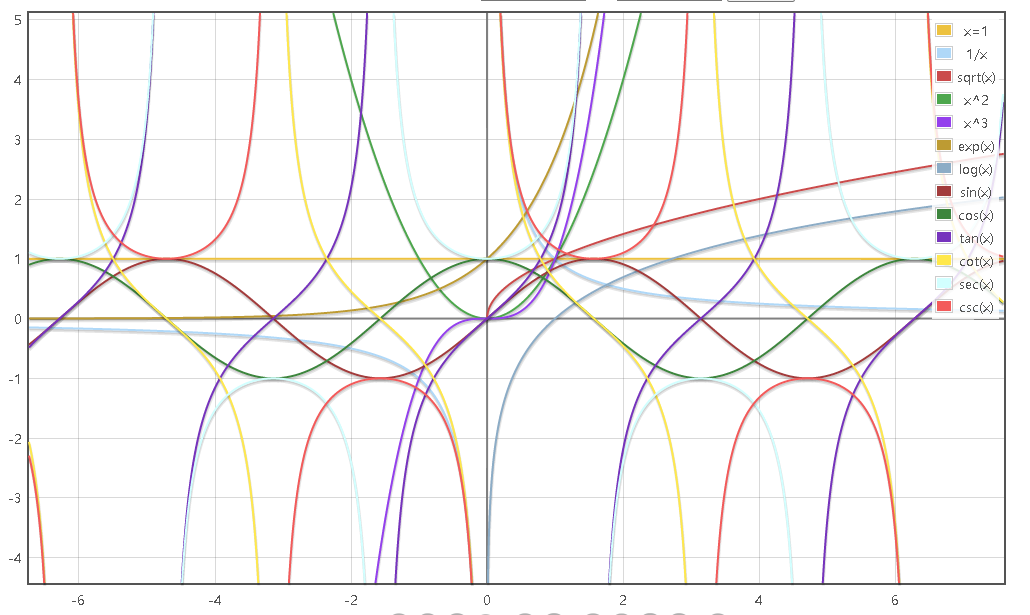 5
4
3
2
1
0
-1
-2
-3
-4
-6
-4
-2
0
2
4
6
x=1
1/x
sqrt(x)
x^2
x^3
exp(x)
log(x)
sin(x)
cos(x)
tan(x)
cot(x)
sec(x)
csc(x)